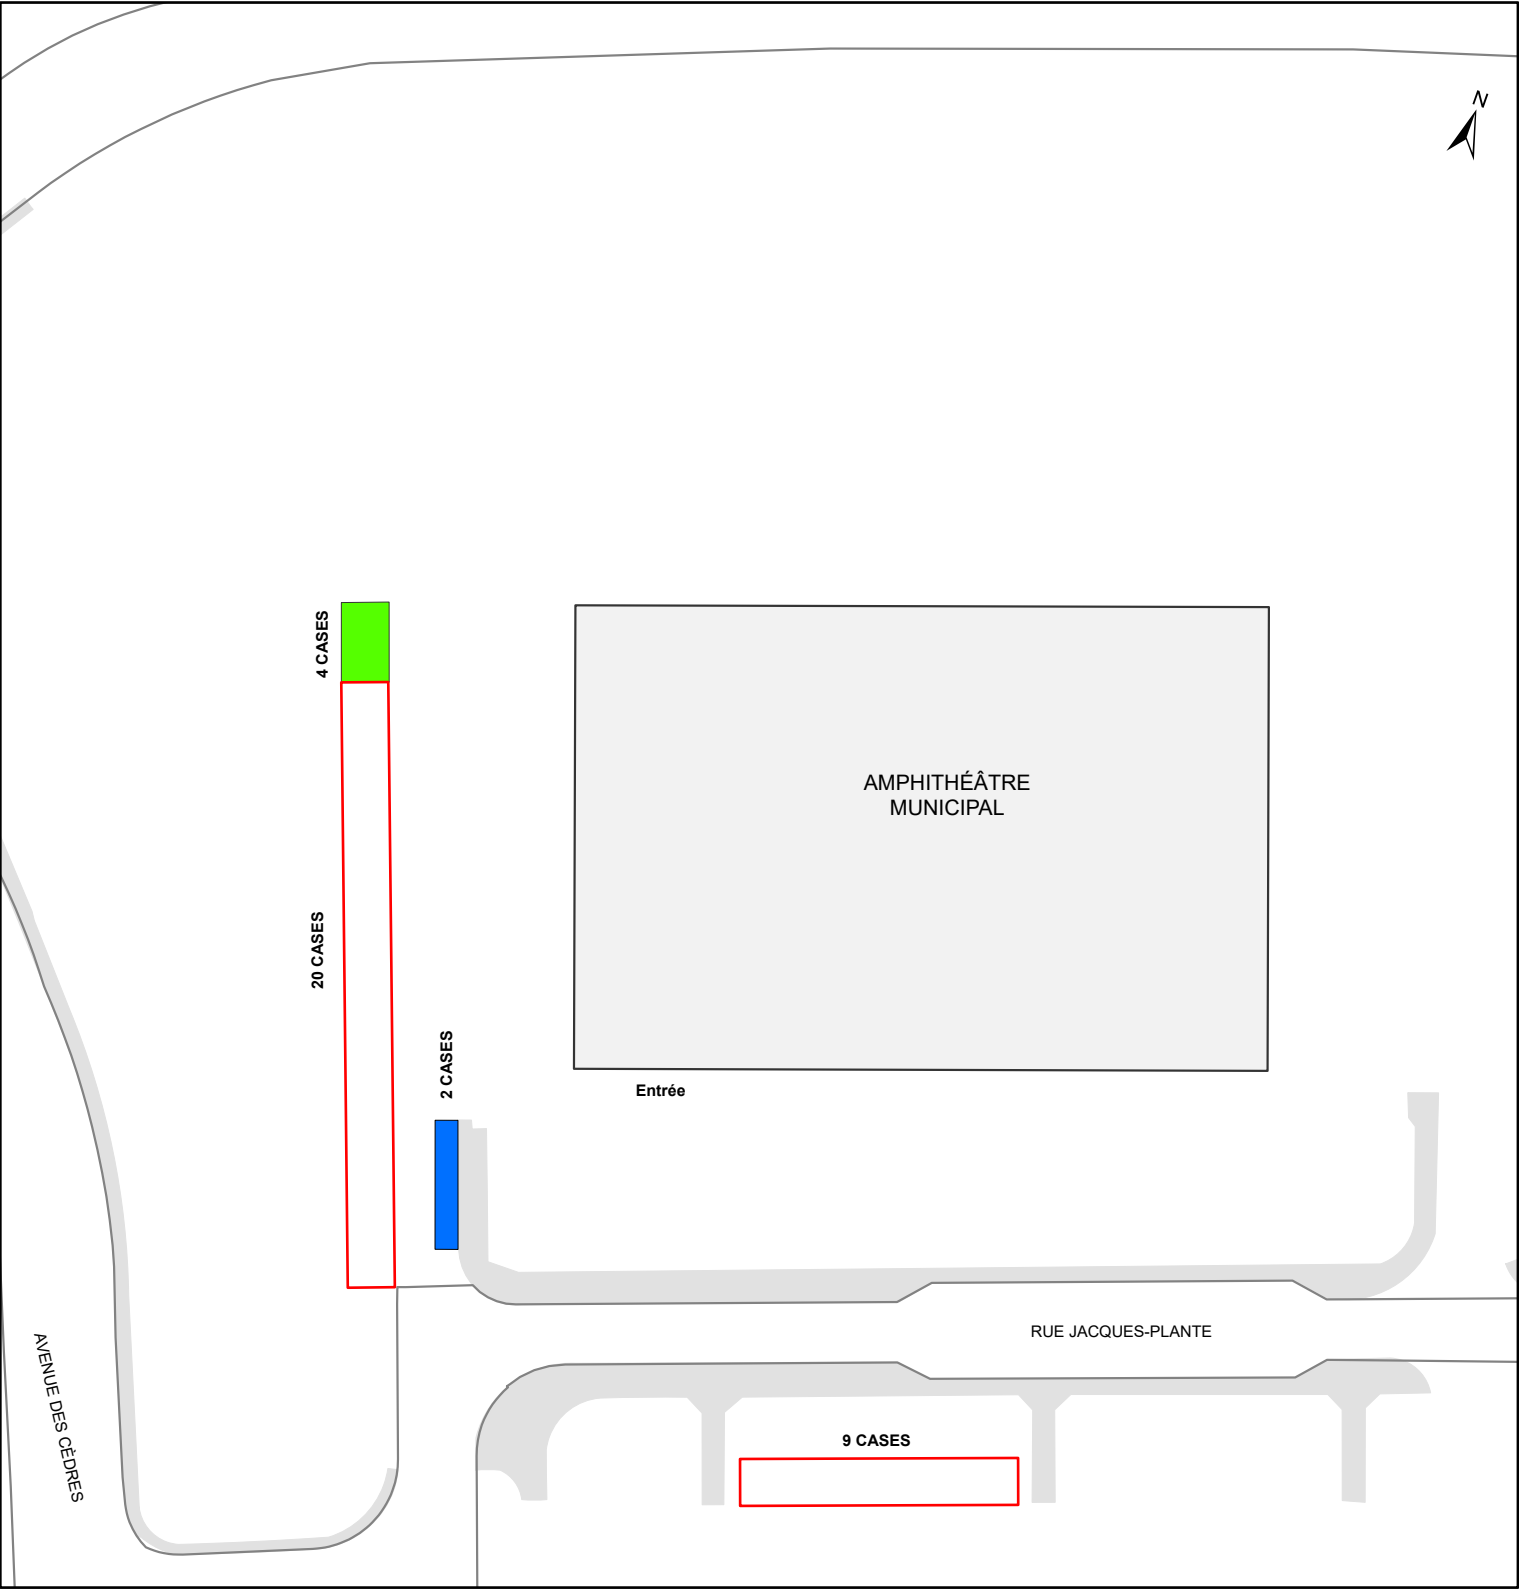 N
4 CASES
AMPHITHÉÂTRE
MUNICIPAL
20 CASES
2 CASES
Entrée
RUE JACQUES-PLANTE
AVENUE DES CÈDRES
9 CASES